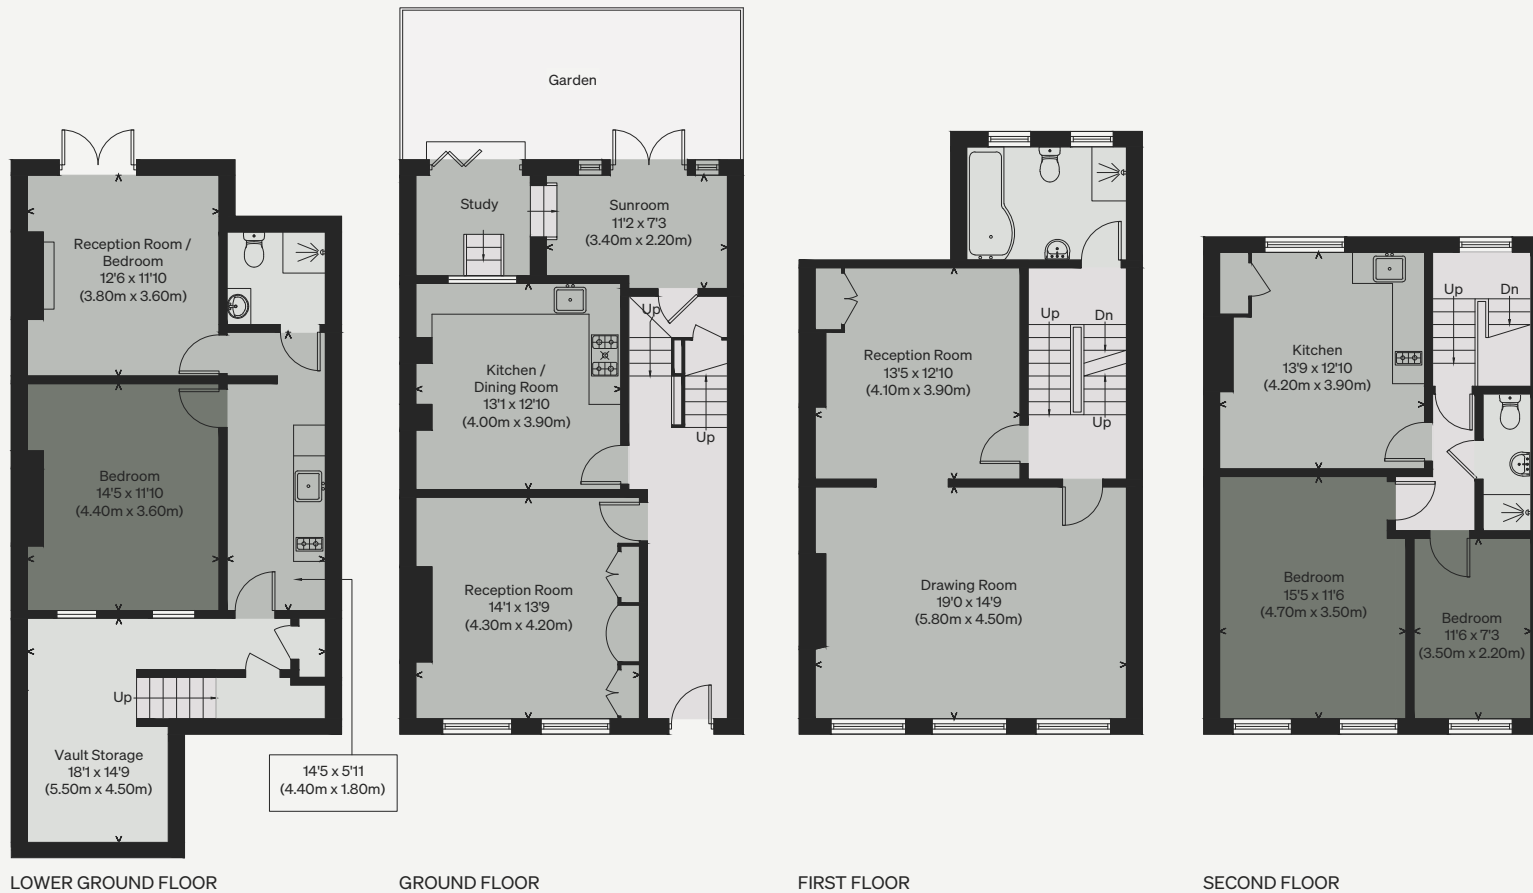 Reception Room /
Bedroom
12'6 x 11'10
(3.80m x 3.60m)
Bedroom
14'5 x 11'10
(4.40m x 3.60m)
Up
Vault Storage
18'1 x 14'9
(5.50m x 4.50m)
14'5 x 5'11
(4.40m x 1.80m)
LOWER GROUND FLOOR
Garden
Study
Sunroom
11'2 x 7'3
(3.40m x 2.20m)
Up
Kitchen /
Dining Room
13'1 x 12'10
(4.00m x 3.90m)
Up
Reception Room
14'1 x 13'9
(4.30m x 4.20m)
GROUND FLOOR
Up
Dn
Reception Room
13'5 x 12'10
(4.10m x 3.90m)
Up
Drawing Room
19'0 x 14'9
(5.80m x 4.50m)
FIRST FLOOR
Up
Dn
Kitchen
13'9 x 12'10
(4.20m x 3.90m)
Bedroom
15'5 x 11'6
(4.70m x 3.50m)
Bedroom
11'6 x 7'3
(3.50m x 2.20m)
SECOND FLOOR